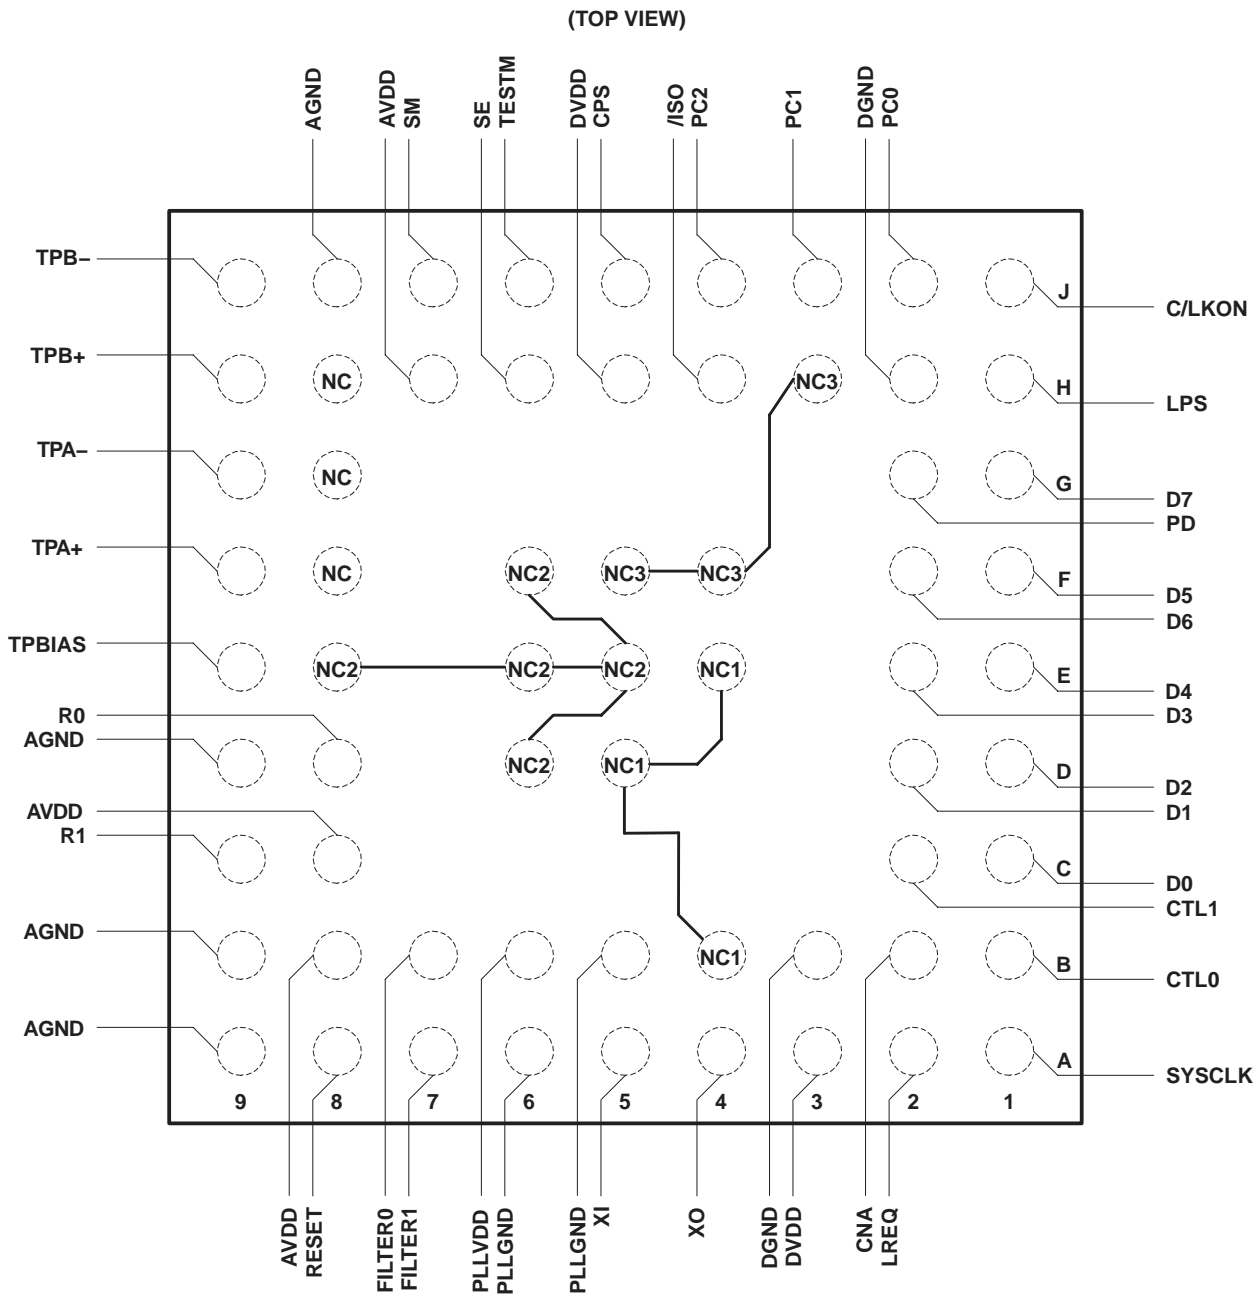 (TOP VIEW)
AGND
AVDD
SM
SE
TESTM
DVDD
CPS
/ISO
PC2
PC1
DGND
PC0
TPB–
J
C/LKON
TPB+
NC
NC3
H
LPS
TPA–
NC
G
D7
PD
TPA+
NC
NC2
NC3
NC3
F
D5
D6
TPBIAS
NC2
NC2
NC2
NC1
E
D4
D3
R0
AGND
NC2
NC1
D
D2
D1
AVDD
R1
C
D0
CTL1
AGND
NC1
B
CTL0
AGND
A
SYSCLK
9
8
7
6
5
4
3
2
1
AVDD
RESET
FILTER0
FILTER1
PLLVDD
PLLGND
PLLGND
XI
XO
DGND
DVDD
CNA
LREQ